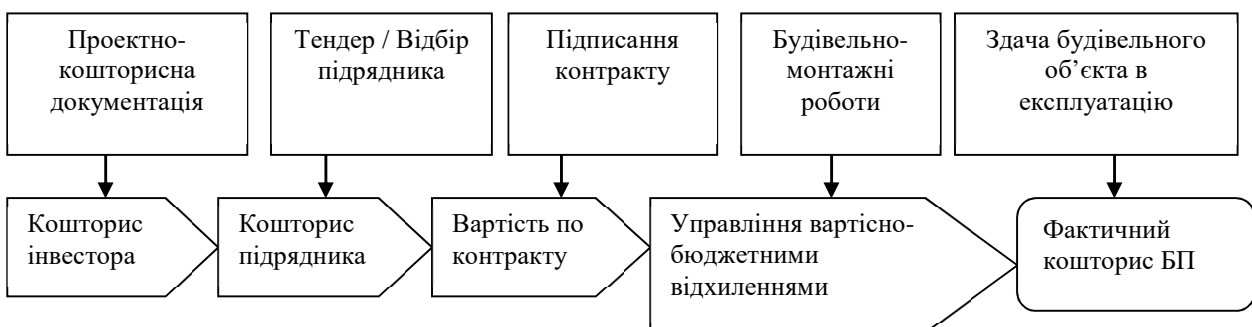 Проектно-
кошторисна
документація
Тендер / Відбір
підрядника
Підписання
контракту
Будівельно-
монтажні
роботи
Здача будівельного
об’єкта в
експлуатацію
Кошторис
інвестора
Кошторис
підрядника
Вартість по
контракту
Управління вартісно-
бюджетними
відхиленнями
Фактичний
кошторис БП